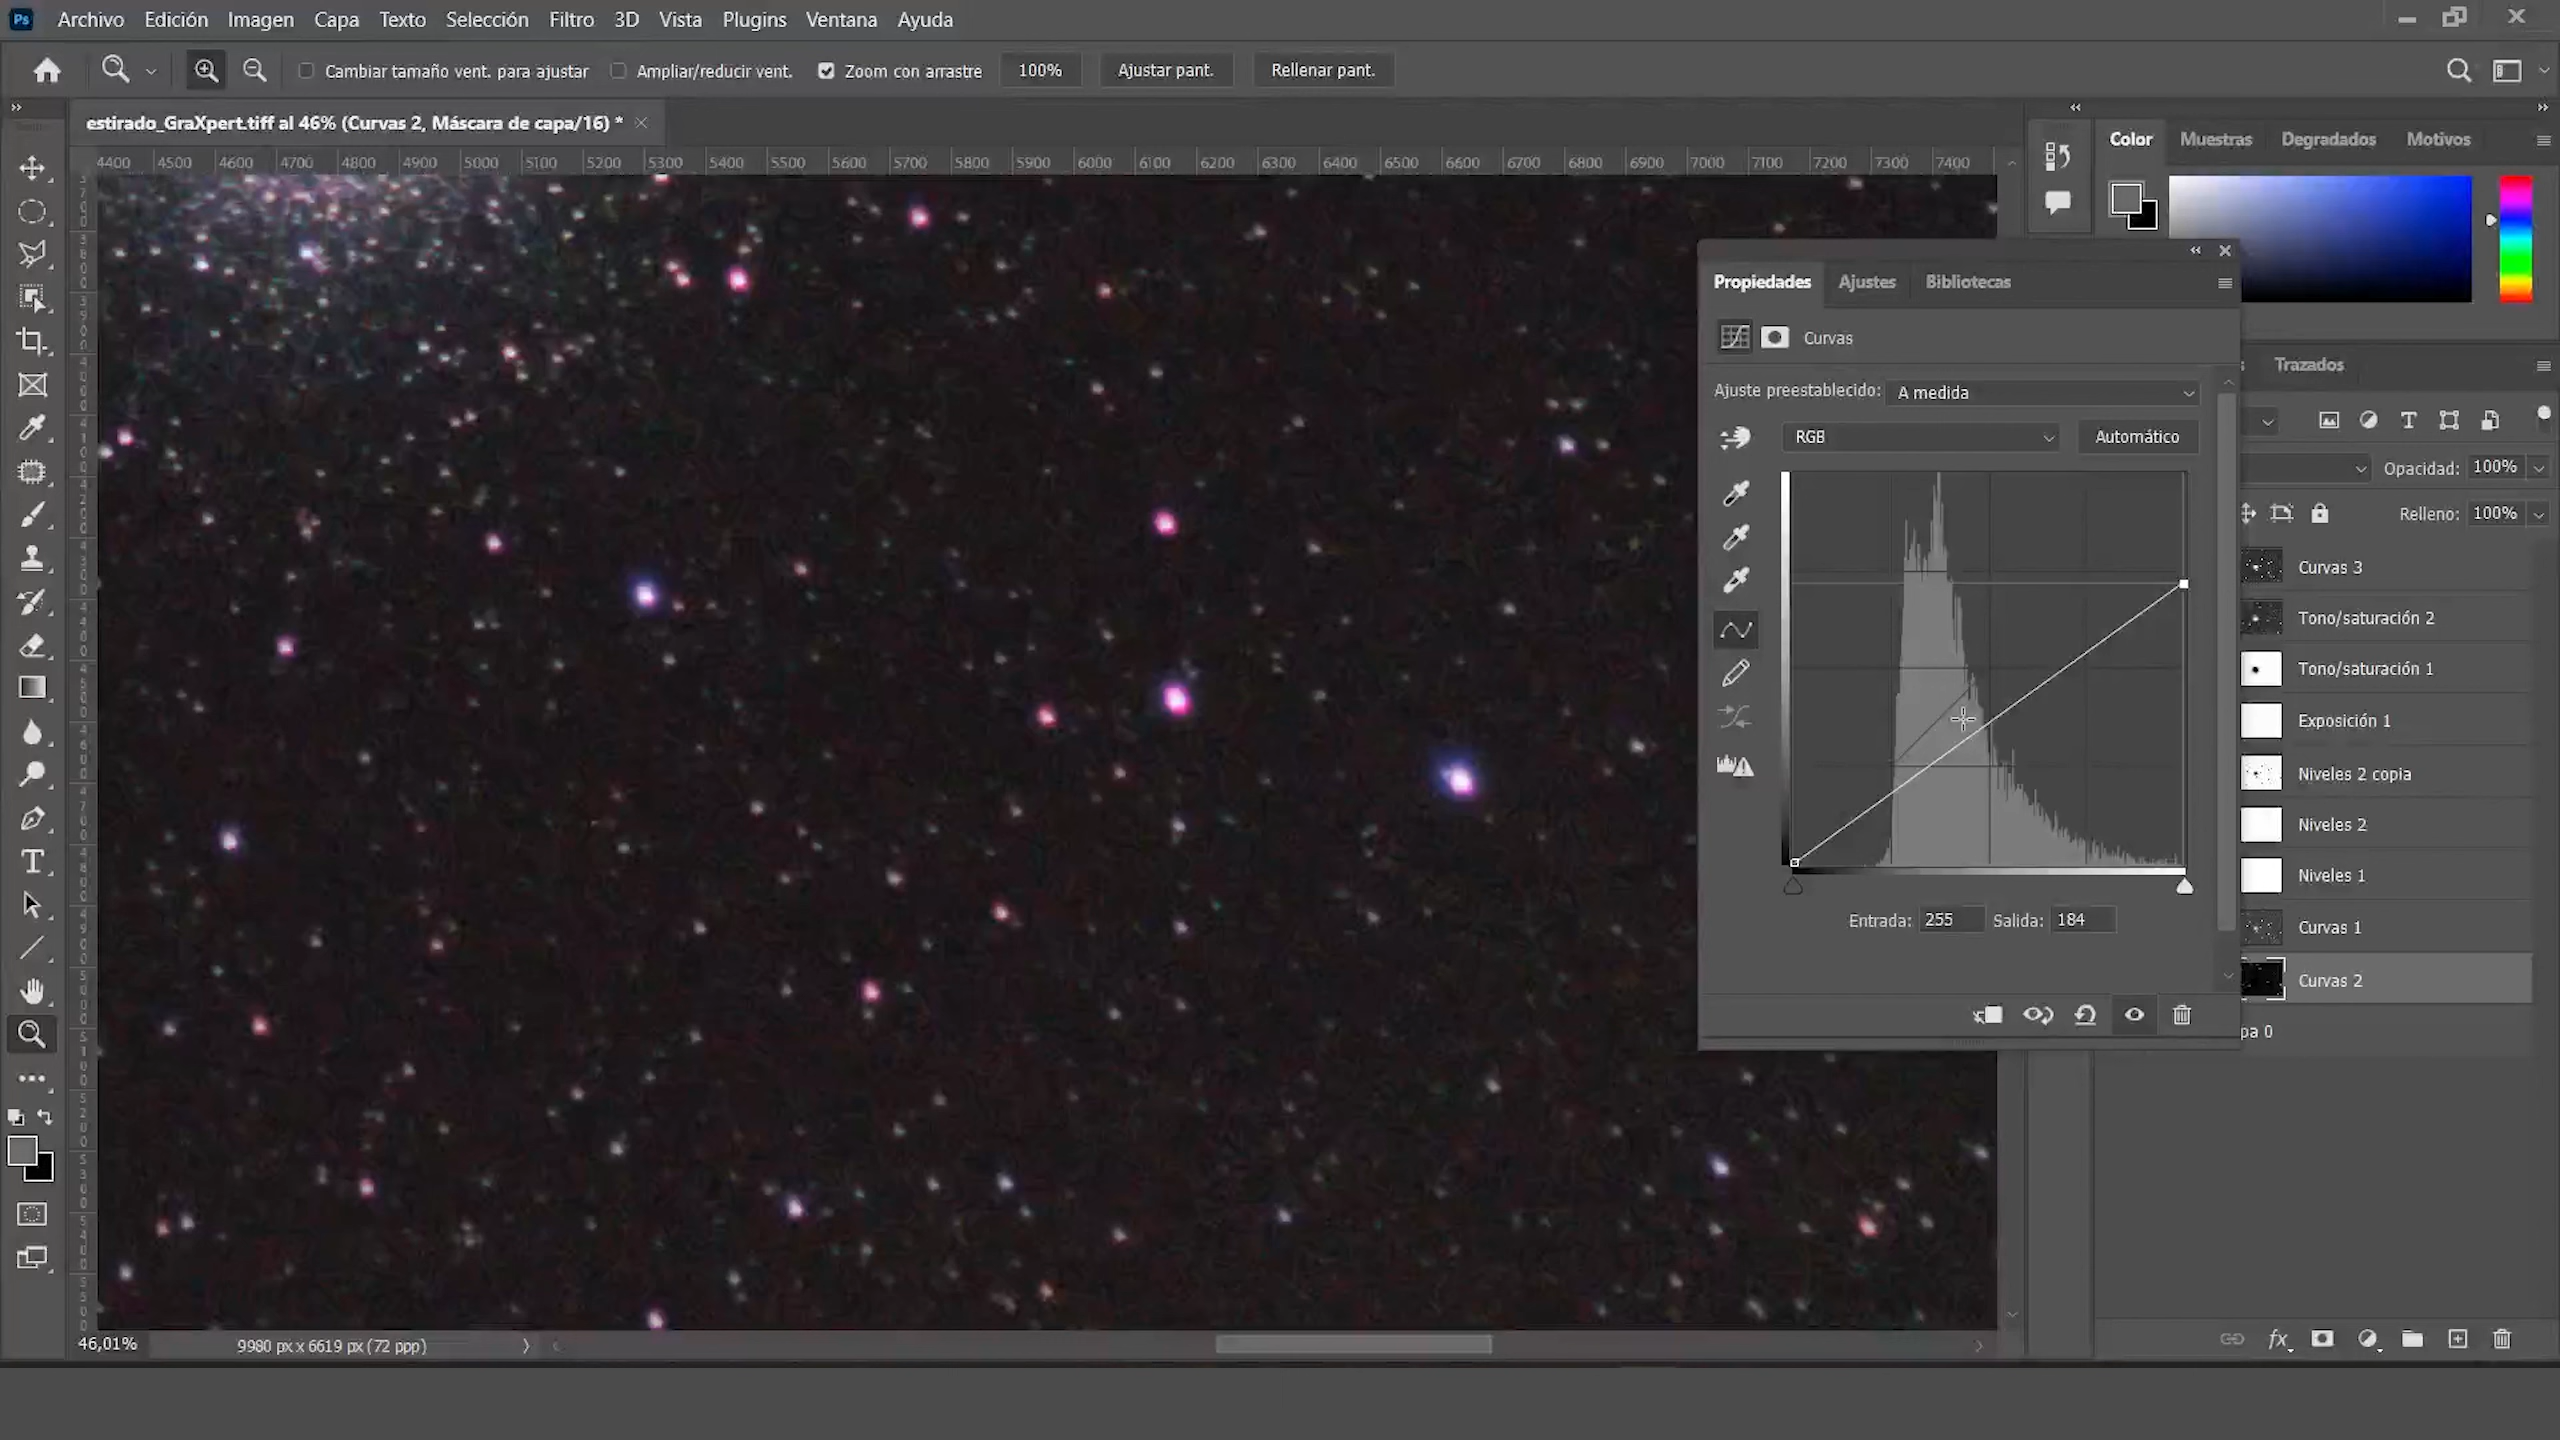 Ps Archivo Edición Imagen Capa Texto Selección Filtro 3D Vista Plugins Ventana Ayuda
Cambiar tamaño vent. para ajustar Ampliar/reducir vent. Zoom con arrastre 100% Ajustar pant. Rellenar pant.
estirado_GraXpert.tiff al 46% (Curvas 2, Máscara de capa/16) *
4400 4500 4600 4700 4800 4900 5000 5100 5200 5300 5400 5500 5600 5700 5800 5900 6000 6100 6200 6300 6400 6500 6600 6700 6800 6900 7000 7100 7200 7300 7400
Color Muestras Degradados Motivos
Propiedades Ajustes Bibliotecas
Curvas
Ajuste preestablecido: A medida
RGB Automático
Entrada: 255 Salida: 184
Trazados
Opacidad: 100%
Relleno: 100%
Curvas 3
Tono/saturación 2
Tono/saturación 1
Exposición 1
Niveles 2 copia
Niveles 2
Niveles 1
Curvas 1
Curvas 2
pa 0
46,01% 9980 px x 6619 px (72 ppp)